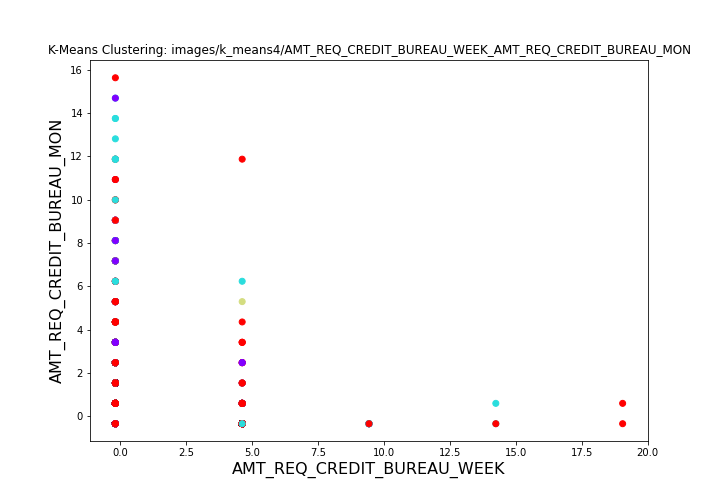 K-Means Clustering: images/k_means4/AMT_REQ_CREDIT_BUREAU_WEEK_AMT_REQ_CREDIT_BUREAU_MON
AMT_REQ_CREDIT_BUREAU_MON
16
14
12
10
8
6
4
2
0
0.0 2.5 5.0 7.5 10.0 12.5 15.0 17.5 20.0
AMT_REQ_CREDIT_BUREAU_WEEK